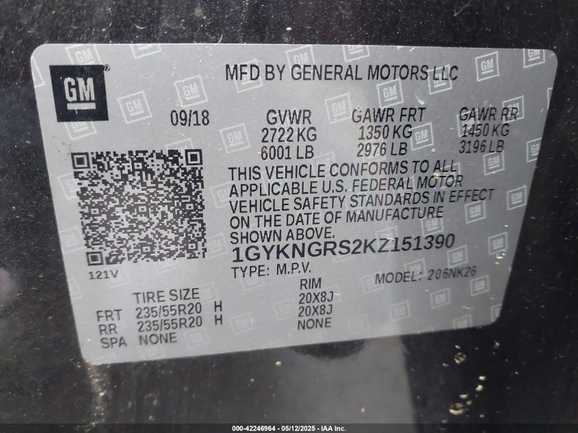 GM
MFD BY GENERAL MOTORS LLC
09/18 GVWR GAWR FRT GAWR RR
2722 KG 1350 KG 1450 KG
6001 LB 2976 LB 3196 LB
THIS VEHICLE CONFORMS TO ALL
APPLICABLE U.S. FEDERAL MOTOR
VEHICLE SAFETY STANDARDS IN EFFECT
ON THE DATE OF MANUFACTURE
1GYKNGRS2KZ151390
121V
TYPE: M.P.V. MODEL: 206NK26
TIRE SIZE RIM
FRT 235/55R20 H 20X8J
RR 235/55R20 H 20X8J
SPA NONE NONE
000-42246964 - 05/12/2025 - IAA Inc.